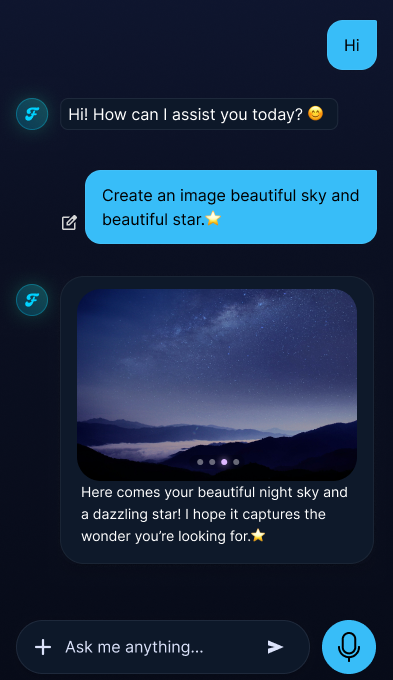 Hi
Hi! How can I assist you today? 😊
Create an image beautiful sky and
beautiful star.⭐
Here comes your beautiful night sky and
a dazzling star! I hope it captures the
wonder you're looking for.⭐
Ask me anything...